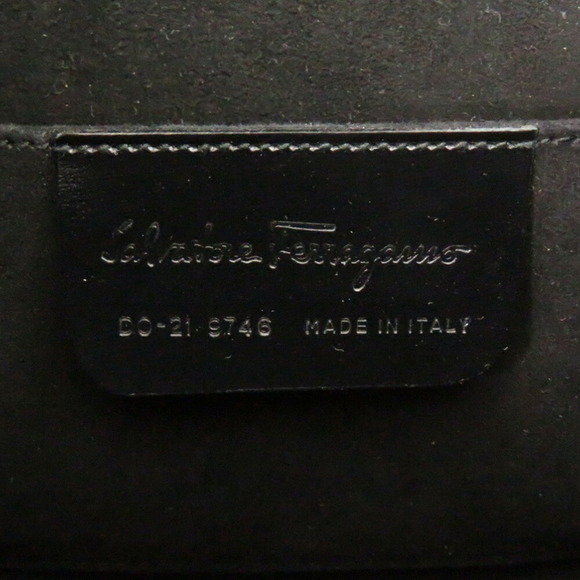 Salvatore Ferragamo
DO-21 9746 MADE IN ITALY